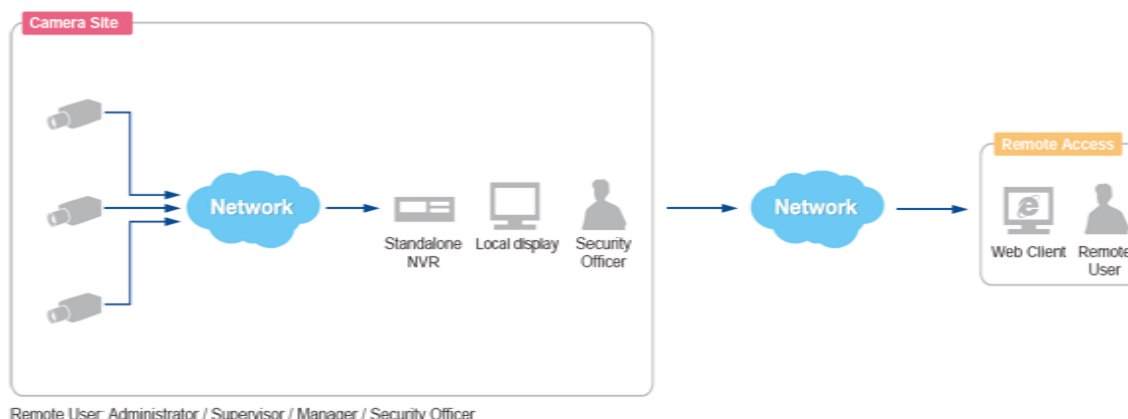 Camera Site
Remote Access
Network
Network
Standalone
NVR
Local display
Security
Officer
Web Client
Remote
User
Remote User: Administrator / Supervisor / Manager / Security Officer